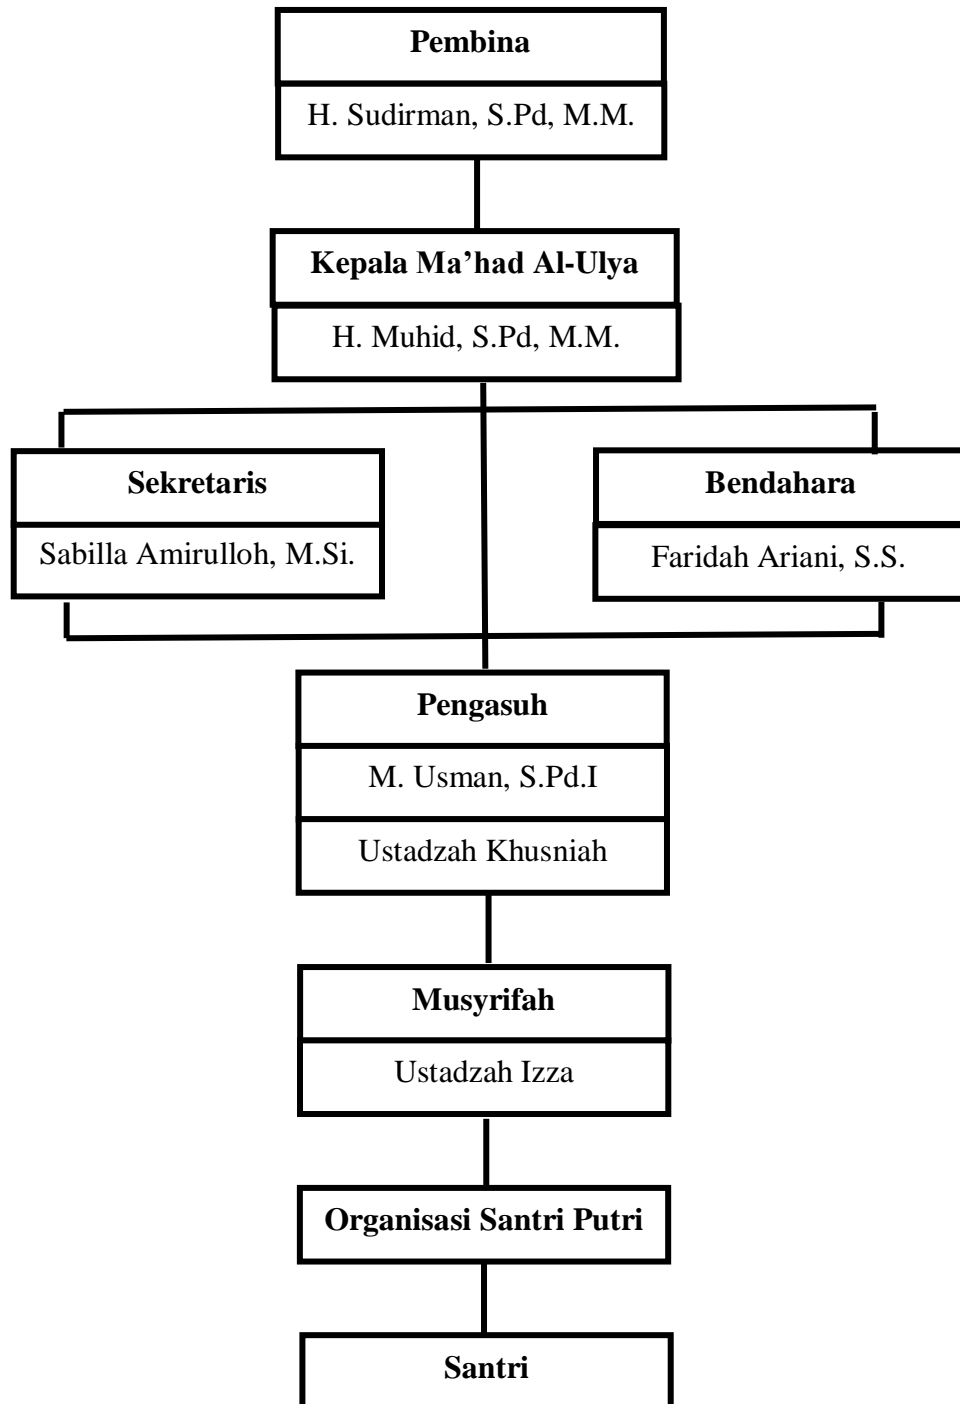 Pembina
H. Sudirman, S.Pd, M.M.
Kepala Ma’had Al-Ulya
H. Muhid, S.Pd, M.M.
Sekretaris
Sabilla Amirulloh, M.Si.
Bendahara
Faridah Ariani, S.S.
Pengasuh
M. Usman, S.Pd.I
Ustadzah Khusniah
Musyrifah
Ustadzah Izza
Organisasi Santri Putri
Santri